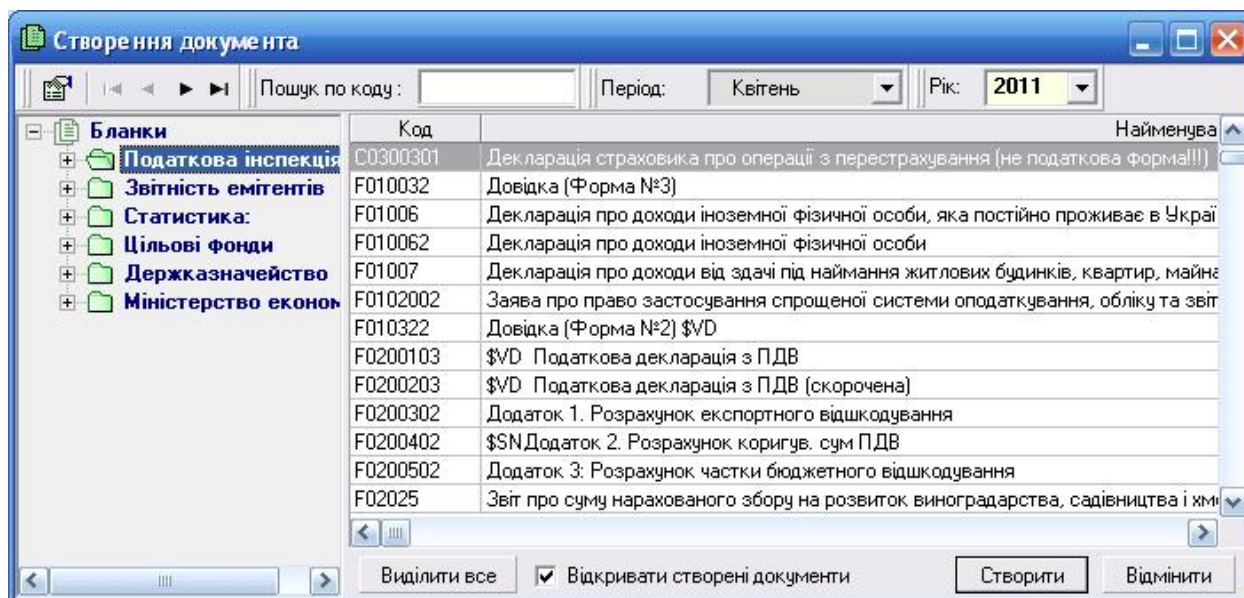 Створення документа
Пошук по коду :
Період: Квітень
Рік: 2011
Бланки
Податкова інспекція
Звітність емітентів
Статистика:
Цільові фонди
Держказначейство
Міністерство економ
Код Найменува
C0300301 Декларація страховика про операції з перестрахування (не податкова форма!!!)
F010032 Довідка (Форма №3)
F01006 Декларація про доходи іноземної фізичної особи, яка постійно проживає в Украї
F010062 Декларація про доходи іноземної фізичної особи
F01007 Декларація про доходи від здачі під наймання житлових будинків, квартир, майна
F0102002 Заява про право застосування спрощеної системи оподаткування, обліку та звіт
F010322 Довідка (Форма №2) $VD
F0200103 $VD Податкова декларація з ПДВ
F0200203 $VD Податкова декларація з ПДВ (скорочена)
F0200302 Додаток 1. Розрахунок експортного відшкодування
F0200402 $SNДодаток 2. Розрахунок коригув. сум ПДВ
F0200502 Додаток 3: Розрахунок частки бюджетного відшкодування
F02025 Звіт про суму нарахованого збору на розвиток виноградарства, садівництва і хм
Виділити все
Відкривати створені документи
Створити
Відмінити